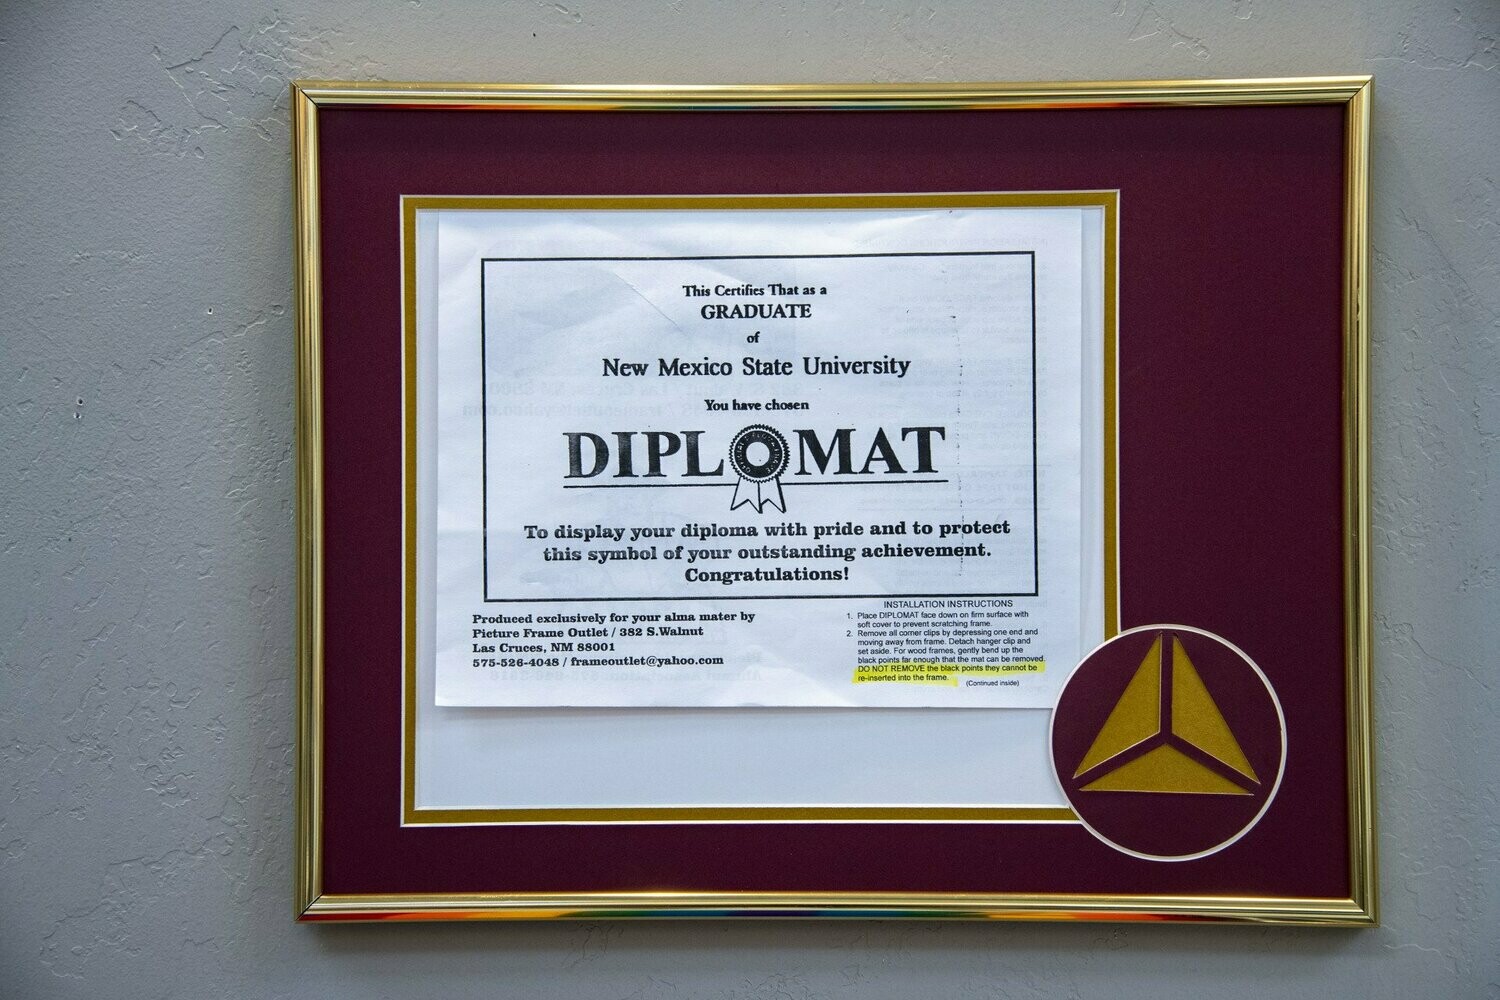 This Certifies That as a
GRADUATE
of
New Mexico State University
You have chosen
DIPLOMAT
To display your diploma with pride and to protect
this symbol of your outstanding achievement.
Congratulations!
Produced exclusively for your alma mater by
Picture Frame Outlet / 382 S.Walnut
Las Cruces, NM 88001
575-526-4048 / frameoutlet@yahoo.com
INSTALLATION INSTRUCTIONS
1. Place DIPLOMAT face down on firm surface with
soft cover to prevent scratching frame.
2. Remove all corner clips by depressing one end and
moving away from frame. Detach hanger clip and
set aside. For wood frames, gently bend up the
black points far enough that the mat can be removed.
DO NOT REMOVE the black points they cannot be
re-inserted into the frame.
(Continued inside)